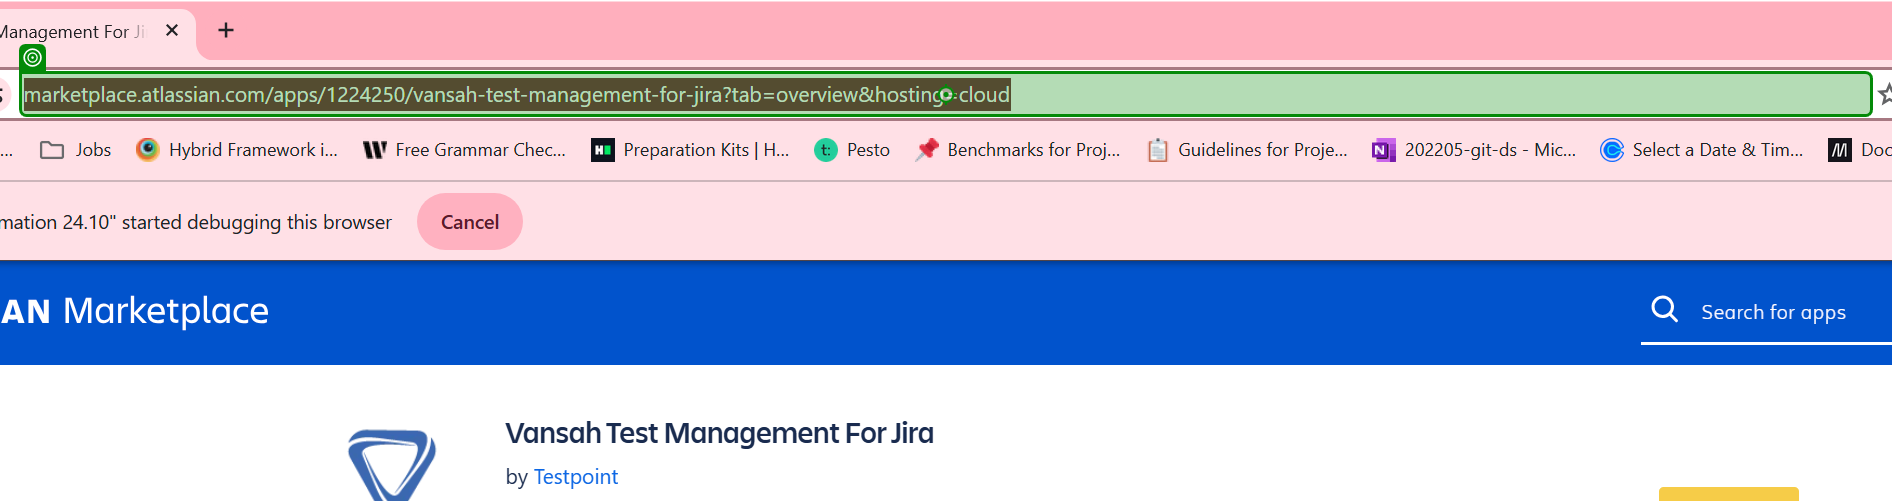 Management For Ji
marketplace.atlassian.com/apps/1224250/vansah-test-management-for-jira?tab=overview&hosting=cloud
... Jobs Hybrid Framework i... Free Grammar Chec... Preparation Kits | H... Pesto Benchmarks for Proj... Guidelines for Proje... 202205-git-ds - Mic... Select a Date & Tim... Doc
mation 24.10" started debugging this browser Cancel
AN Marketplace Search for apps
Vansah Test Management For Jira
by Testpoint